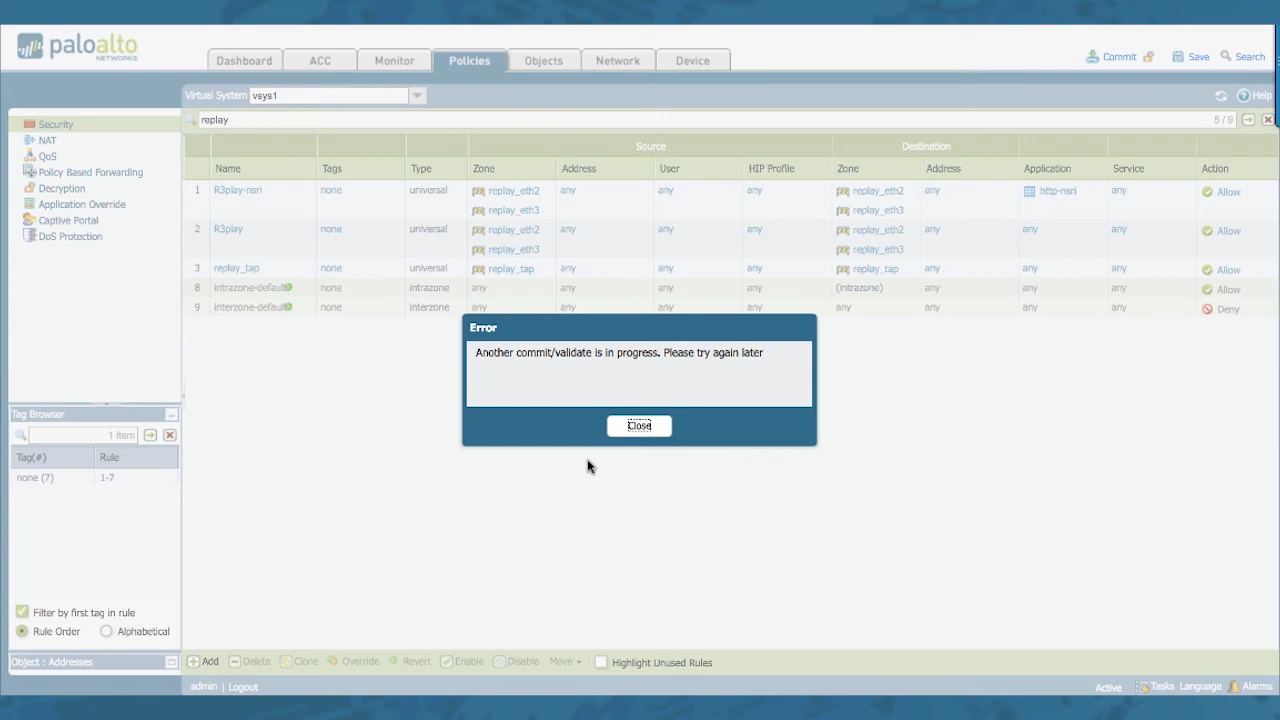 paloalto
NETWORKS
Dashboard ACC Monitor Policies Objects Network Device Commit Save Search
Virtual System vsys1 Help
replay 5 / 9
Security
NAT
QoS
Policy Based Forwarding
Decryption
Application Override
Captive Portal
DoS Protection
Source Destination
Name Tags Type Zone Address User HIP Profile Zone Address Application Service Action
1 R3play-nsri none universal replay_eth2 any any any replay_eth2 any http-nsri any Allow
replay_eth3 replay_eth3
2 R3play none universal replay_eth2 any any any replay_eth2 any any any Allow
replay_eth3 replay_eth3
3 replay_tap none universal replay_tap any any any replay_tap any any any Allow
8 intrazone-default none intrazone any any any any (intrazone) any any any Allow
9 interzone-default none interzone any any any any any any any any Deny
Error
Another commit/validate is in progress. Please try again later
Close
Tag Browser
1 item
Tag(#) Rule
none (7) 1-7
Filter by first tag in rule
Rule Order Alphabetical
Object : Addresses
Add Delete Clone Override Revert Enable Disable Move Highlight Unused Rules
admin | Logout Active Tasks Language Alarms